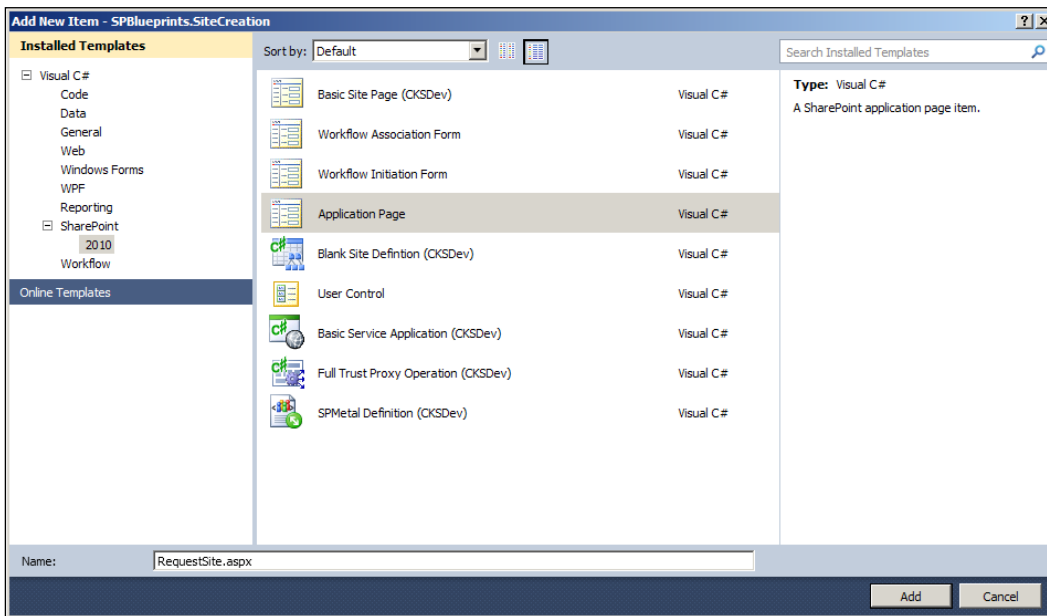 Add New Item - SPBlueprints.SiteCreation
Installed Templates
Visual C#
Code
Data
General
Web
Windows Forms
WPF
Reporting
SharePoint
2010
Workflow
Online Templates
Sort by: Default
Basic Site Page (CKSDev) Visual C#
Workflow Association Form Visual C#
Workflow Initiation Form Visual C#
Application Page Visual C#
Blank Site Defintion (CKSDev) Visual C#
User Control Visual C#
Basic Service Application (CKSDev) Visual C#
Full Trust Proxy Operation (CKSDev) Visual C#
SPMetal Definition (CKSDev) Visual C#
Search Installed Templates
Type: Visual C#
A SharePoint application page item.
Name: RequestSite.aspx
Add Cancel